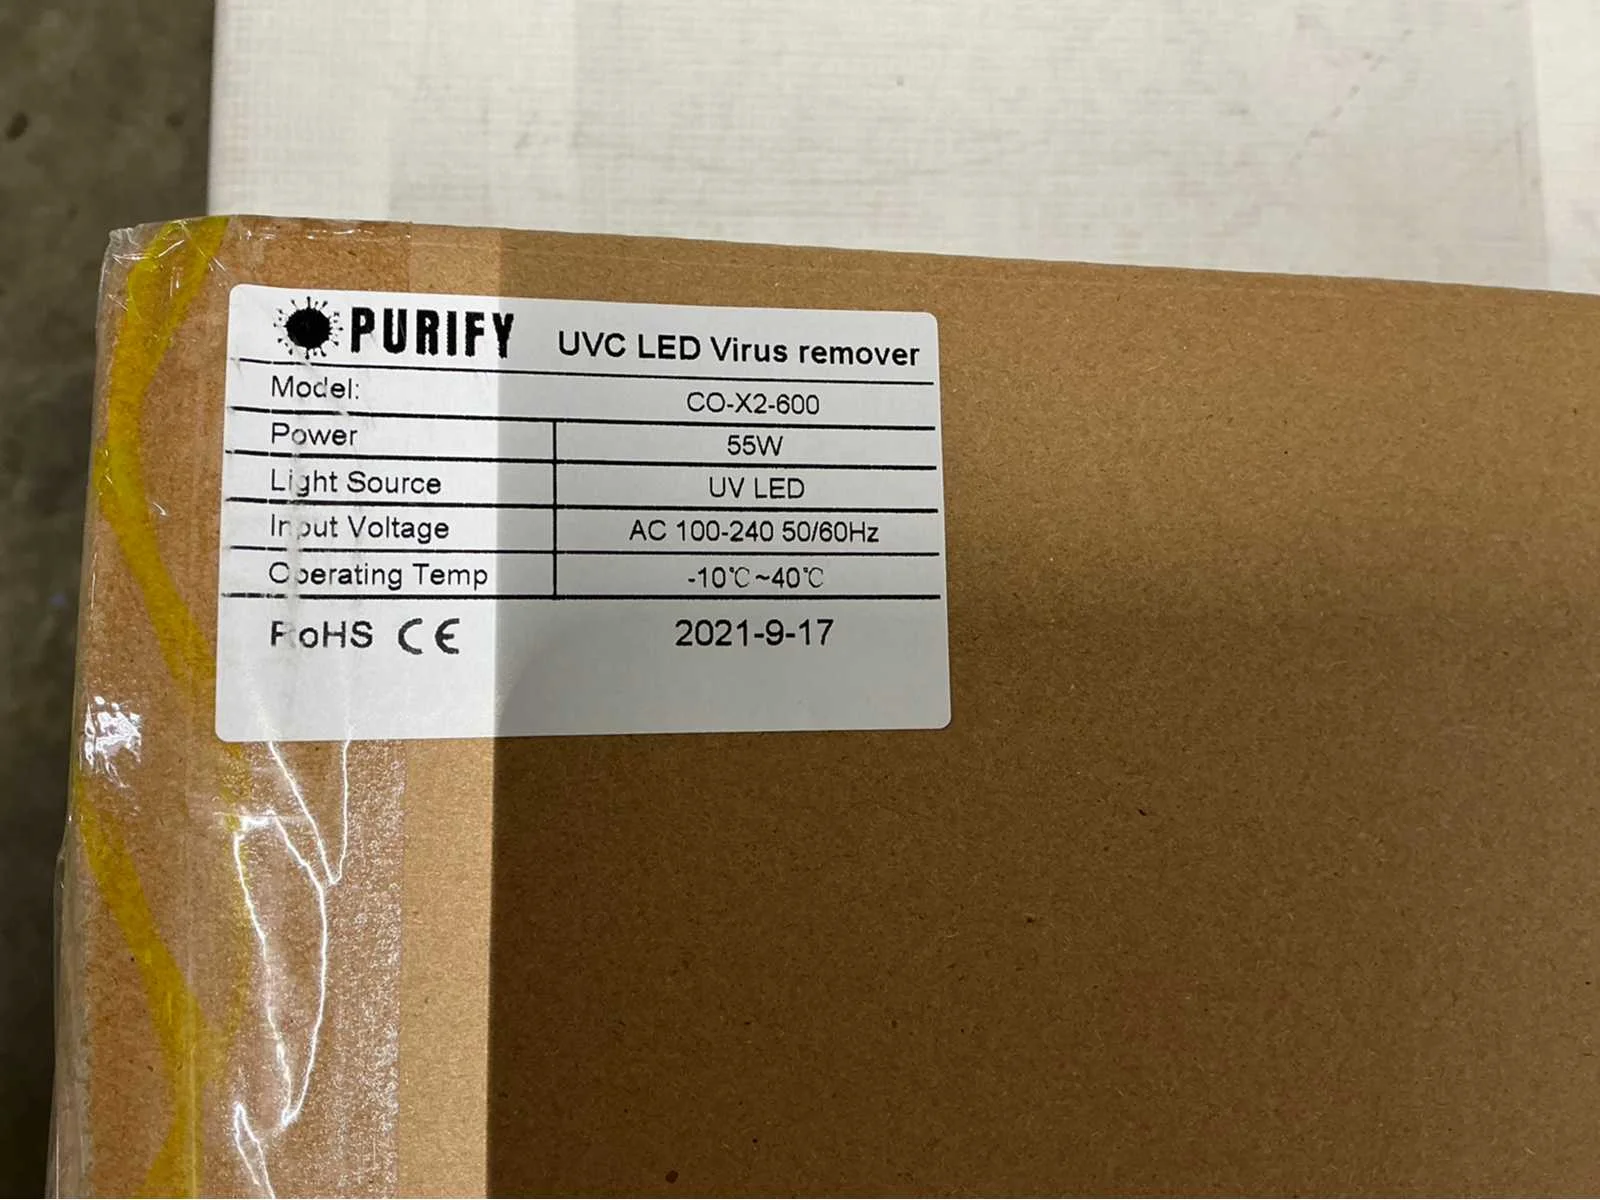 PURIFY UVC LED Virus remover
Model: CO-X2-600
Power 55W
Light Source UV LED
Input Voltage AC 100-240 50/60Hz
Operating Temp -10℃~40℃
RoHS CE 2021-9-17